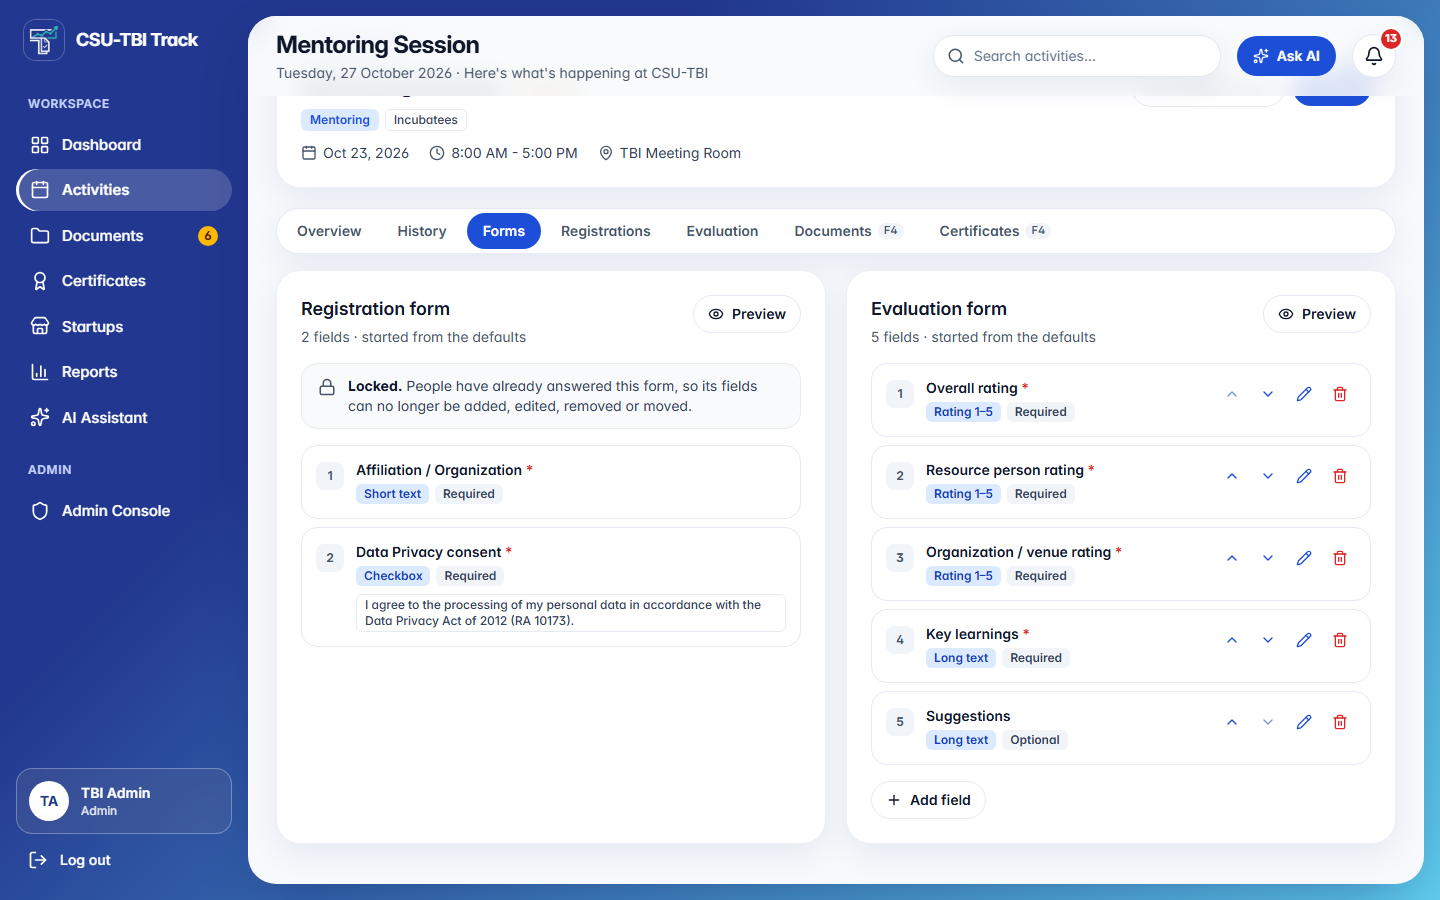 CSU-TBI Track
WORKSPACE
Dashboard
Activities
Documents 6
Certificates
Startups
Reports
AI Assistant
ADMIN
Admin Console
TA
TBI Admin
Admin
Log out
Mentoring Session
Tuesday, 27 October 2026 · Here's what's happening at CSU-TBI
Search activities...
Ask AI
13
Mentoring Incubatees
Oct 23, 2026 8:00 AM - 5:00 PM TBI Meeting Room
Overview History Forms Registrations Evaluation Documents F4 Certificates F4
Registration form
Preview
2 fields · started from the defaults
Locked. People have already answered this form, so its fields
can no longer be added, edited, removed or moved.
1 Affiliation / Organization *
Short text Required
2 Data Privacy consent *
Checkbox Required
I agree to the processing of my personal data in accordance with the
Data Privacy Act of 2012 (RA 10173).
Evaluation form
Preview
5 fields · started from the defaults
1 Overall rating *
Rating 1–5 Required
2 Resource person rating *
Rating 1–5 Required
3 Organization / venue rating *
Rating 1–5 Required
4 Key learnings *
Long text Required
5 Suggestions
Long text Optional
Add field